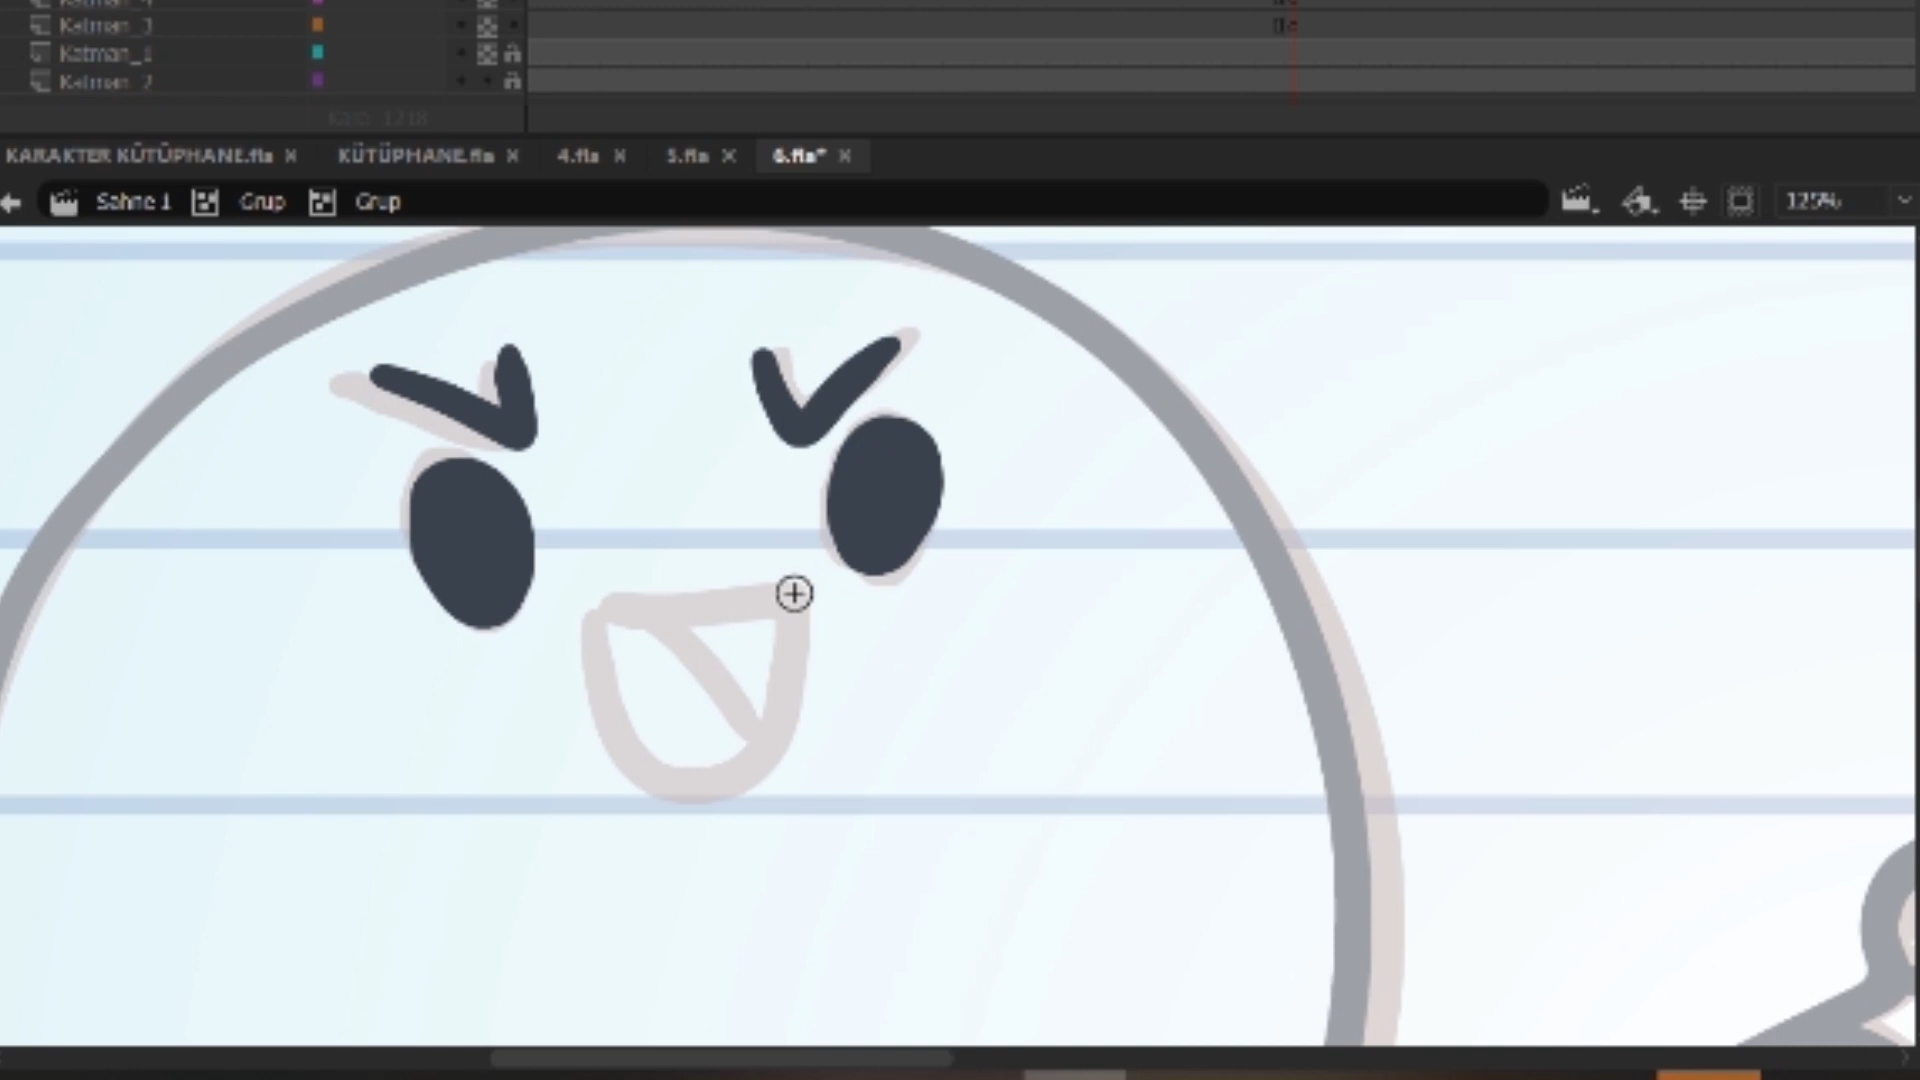 Katman_3
Katman_1
Katman_2
KARAKTER KÜTÜPHANE.fla KÜTÜPHANE.fla 4.fla 5.fla 6.fla*
Sahne 1 Grup Grup 125%